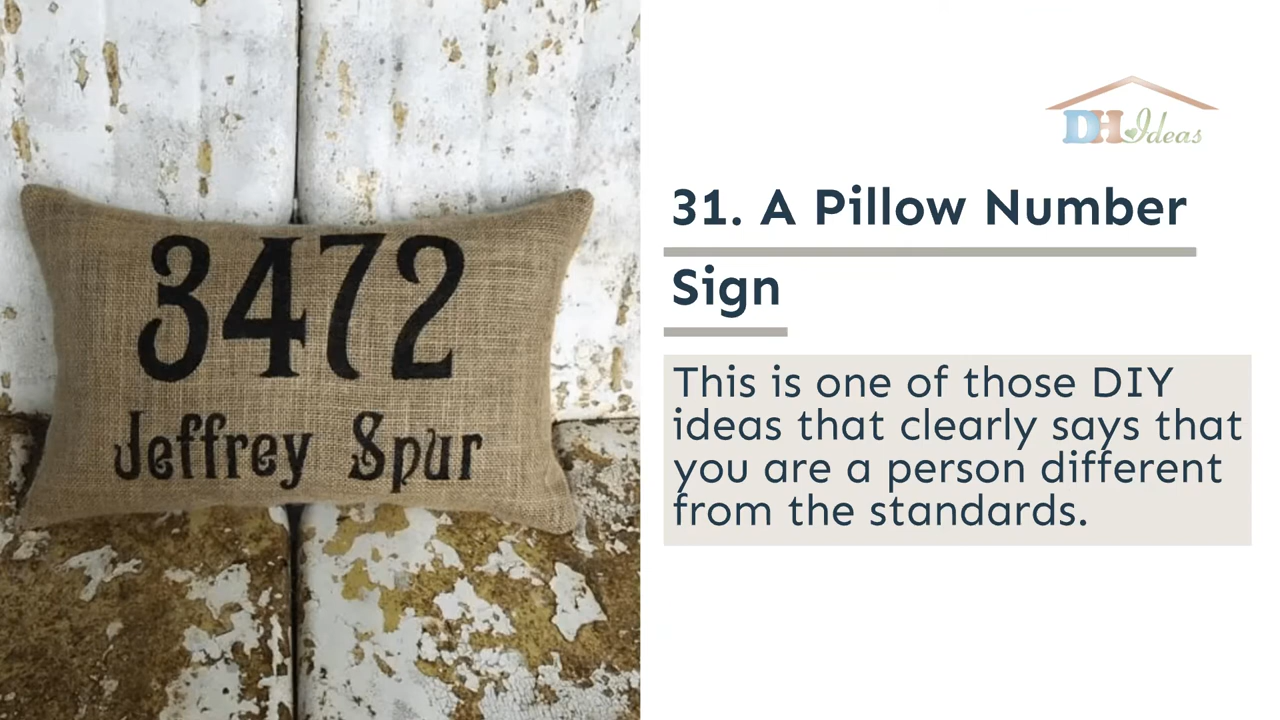 3472
Jeffrey Spur
DH Ideas
31. A Pillow Number
Sign
This is one of those DIY
ideas that clearly says that
you are a person different
from the standards.